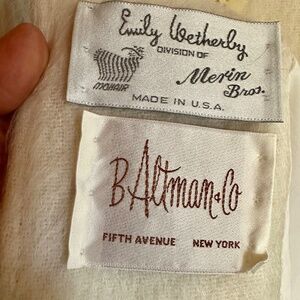 Emily Wetherby
DIVISION OF
Merin
Bros.
MOHAIR
MADE IN U.S.A.
B Altman & Co
FIFTH AVENUE NEW YORK